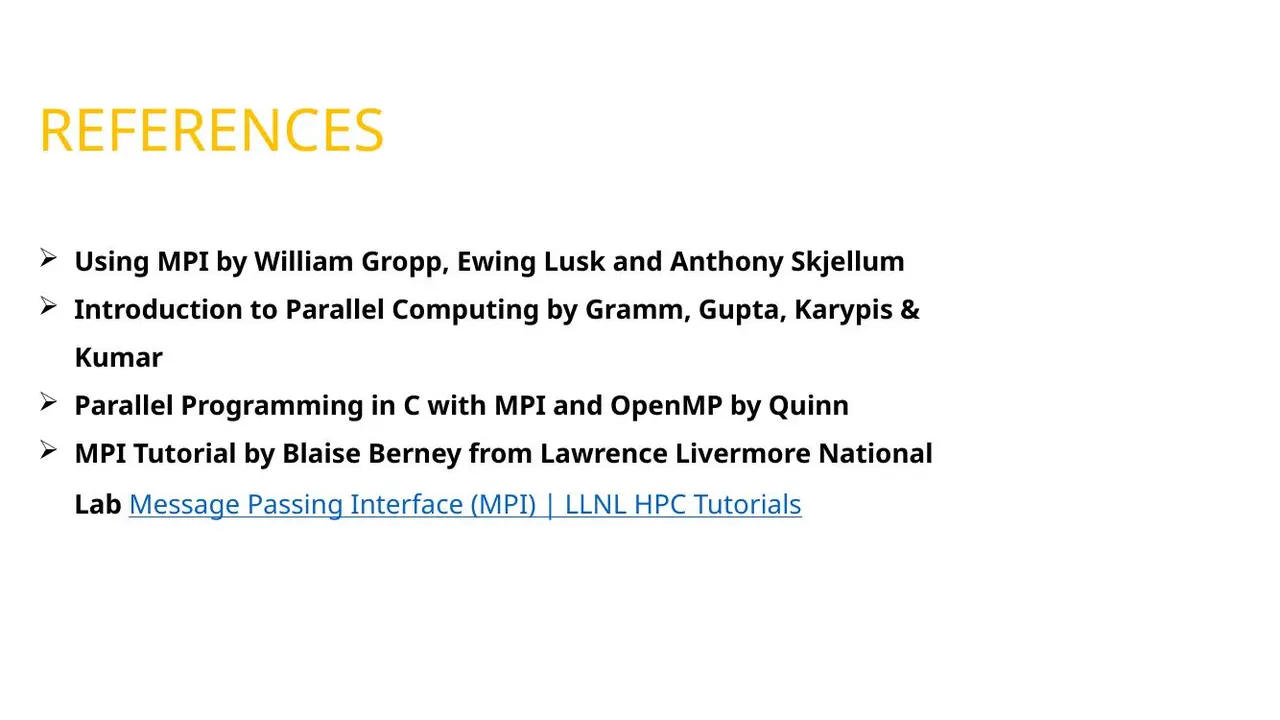 REFERENCES
Using MPI by William Gropp, Ewing Lusk and Anthony Skjellum
Introduction to Parallel Computing by Gramm, Gupta, Karypis &
Kumar
Parallel Programming in C with MPI and OpenMP by Quinn
MPI Tutorial by Blaise Berney from Lawrence Livermore National
Lab Message Passing Interface (MPI) | LLNL HPC Tutorials